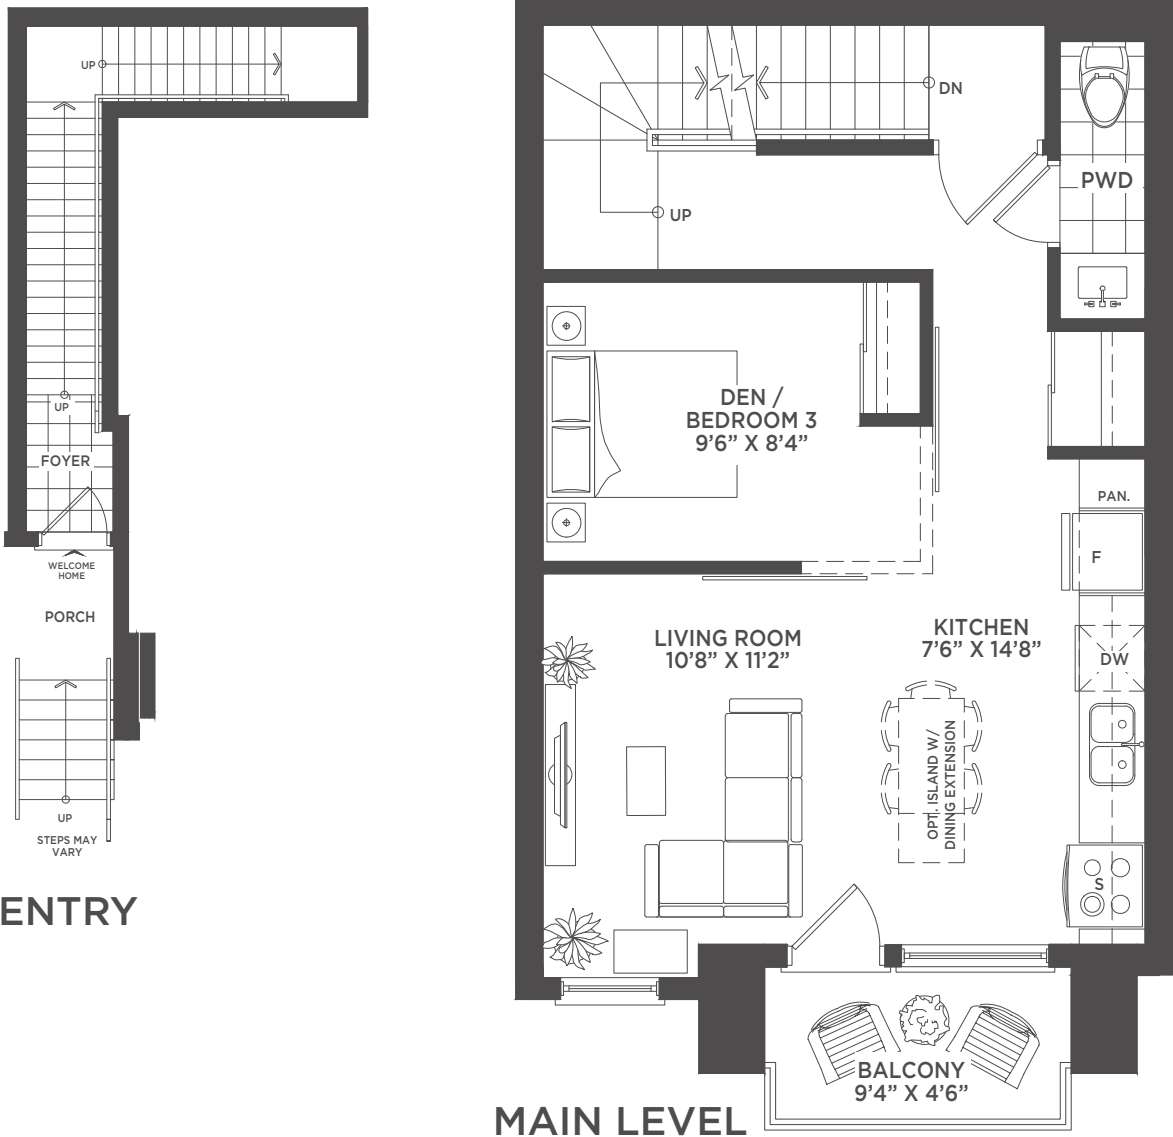 UP
UP
FOYER
WELCOME
HOME
PORCH
UP
STEPS MAY
VARY
ENTRY
DN
UP
PWD
DEN /
BEDROOM 3
9'6” X 8'4”
PAN.
F
LIVING ROOM
10'8” X 11'2”
KITCHEN
7'6” X 14'8”
DW
OPT. ISLAND W/
DINING EXTENSION
S
BALCONY
9'4” X 4'6”
MAIN LEVEL